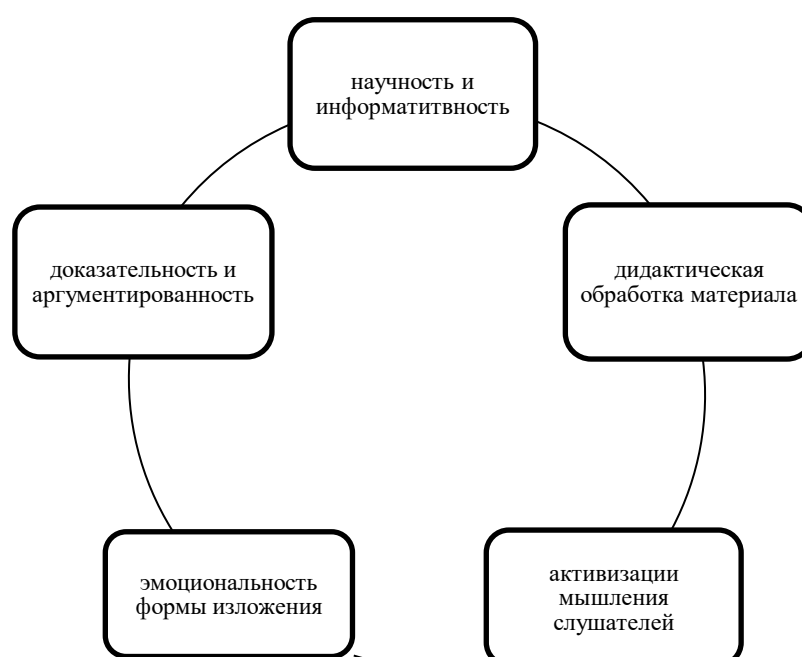 научность и
информатитвность
доказательность и
аргументированность
дидактическая
обработка материала
эмоциональность
формы изложения
активизации
мышления
слушателей